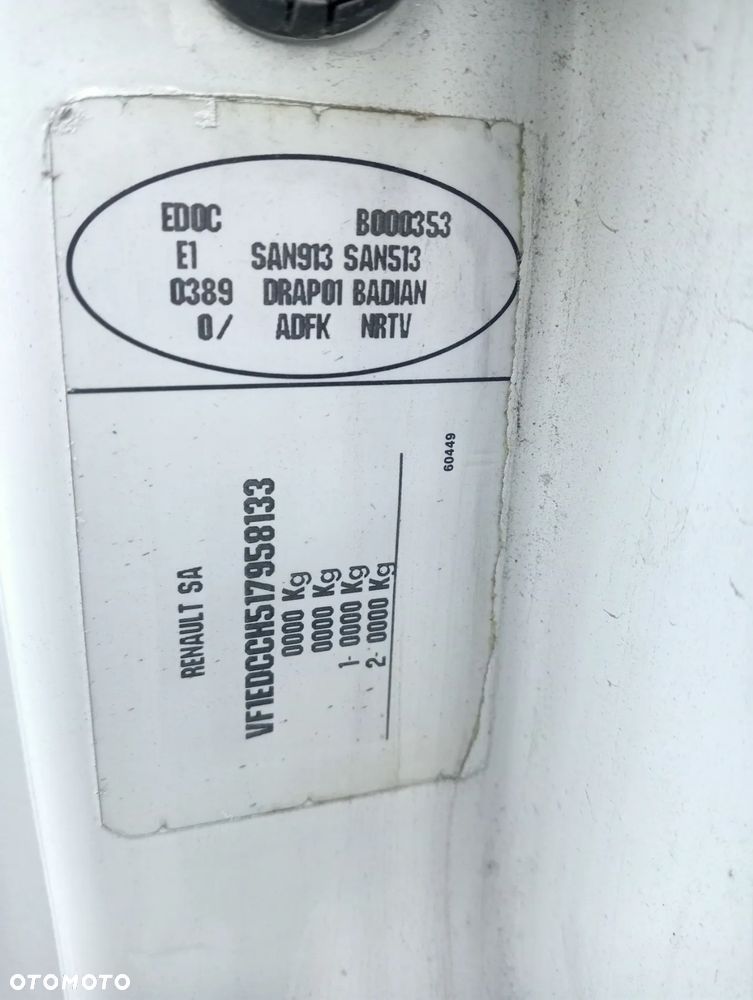 EDOC B000353
E1 SAN913 SAN513
0389 DRAP01 BADIAN
0/ ADFK NRTV
60449
RENAULT SA
VF1EDCCH517958133
0000 Kg
0000 Kg
1- 0000 Kg
2- 0000 Kg
OTOMOTO